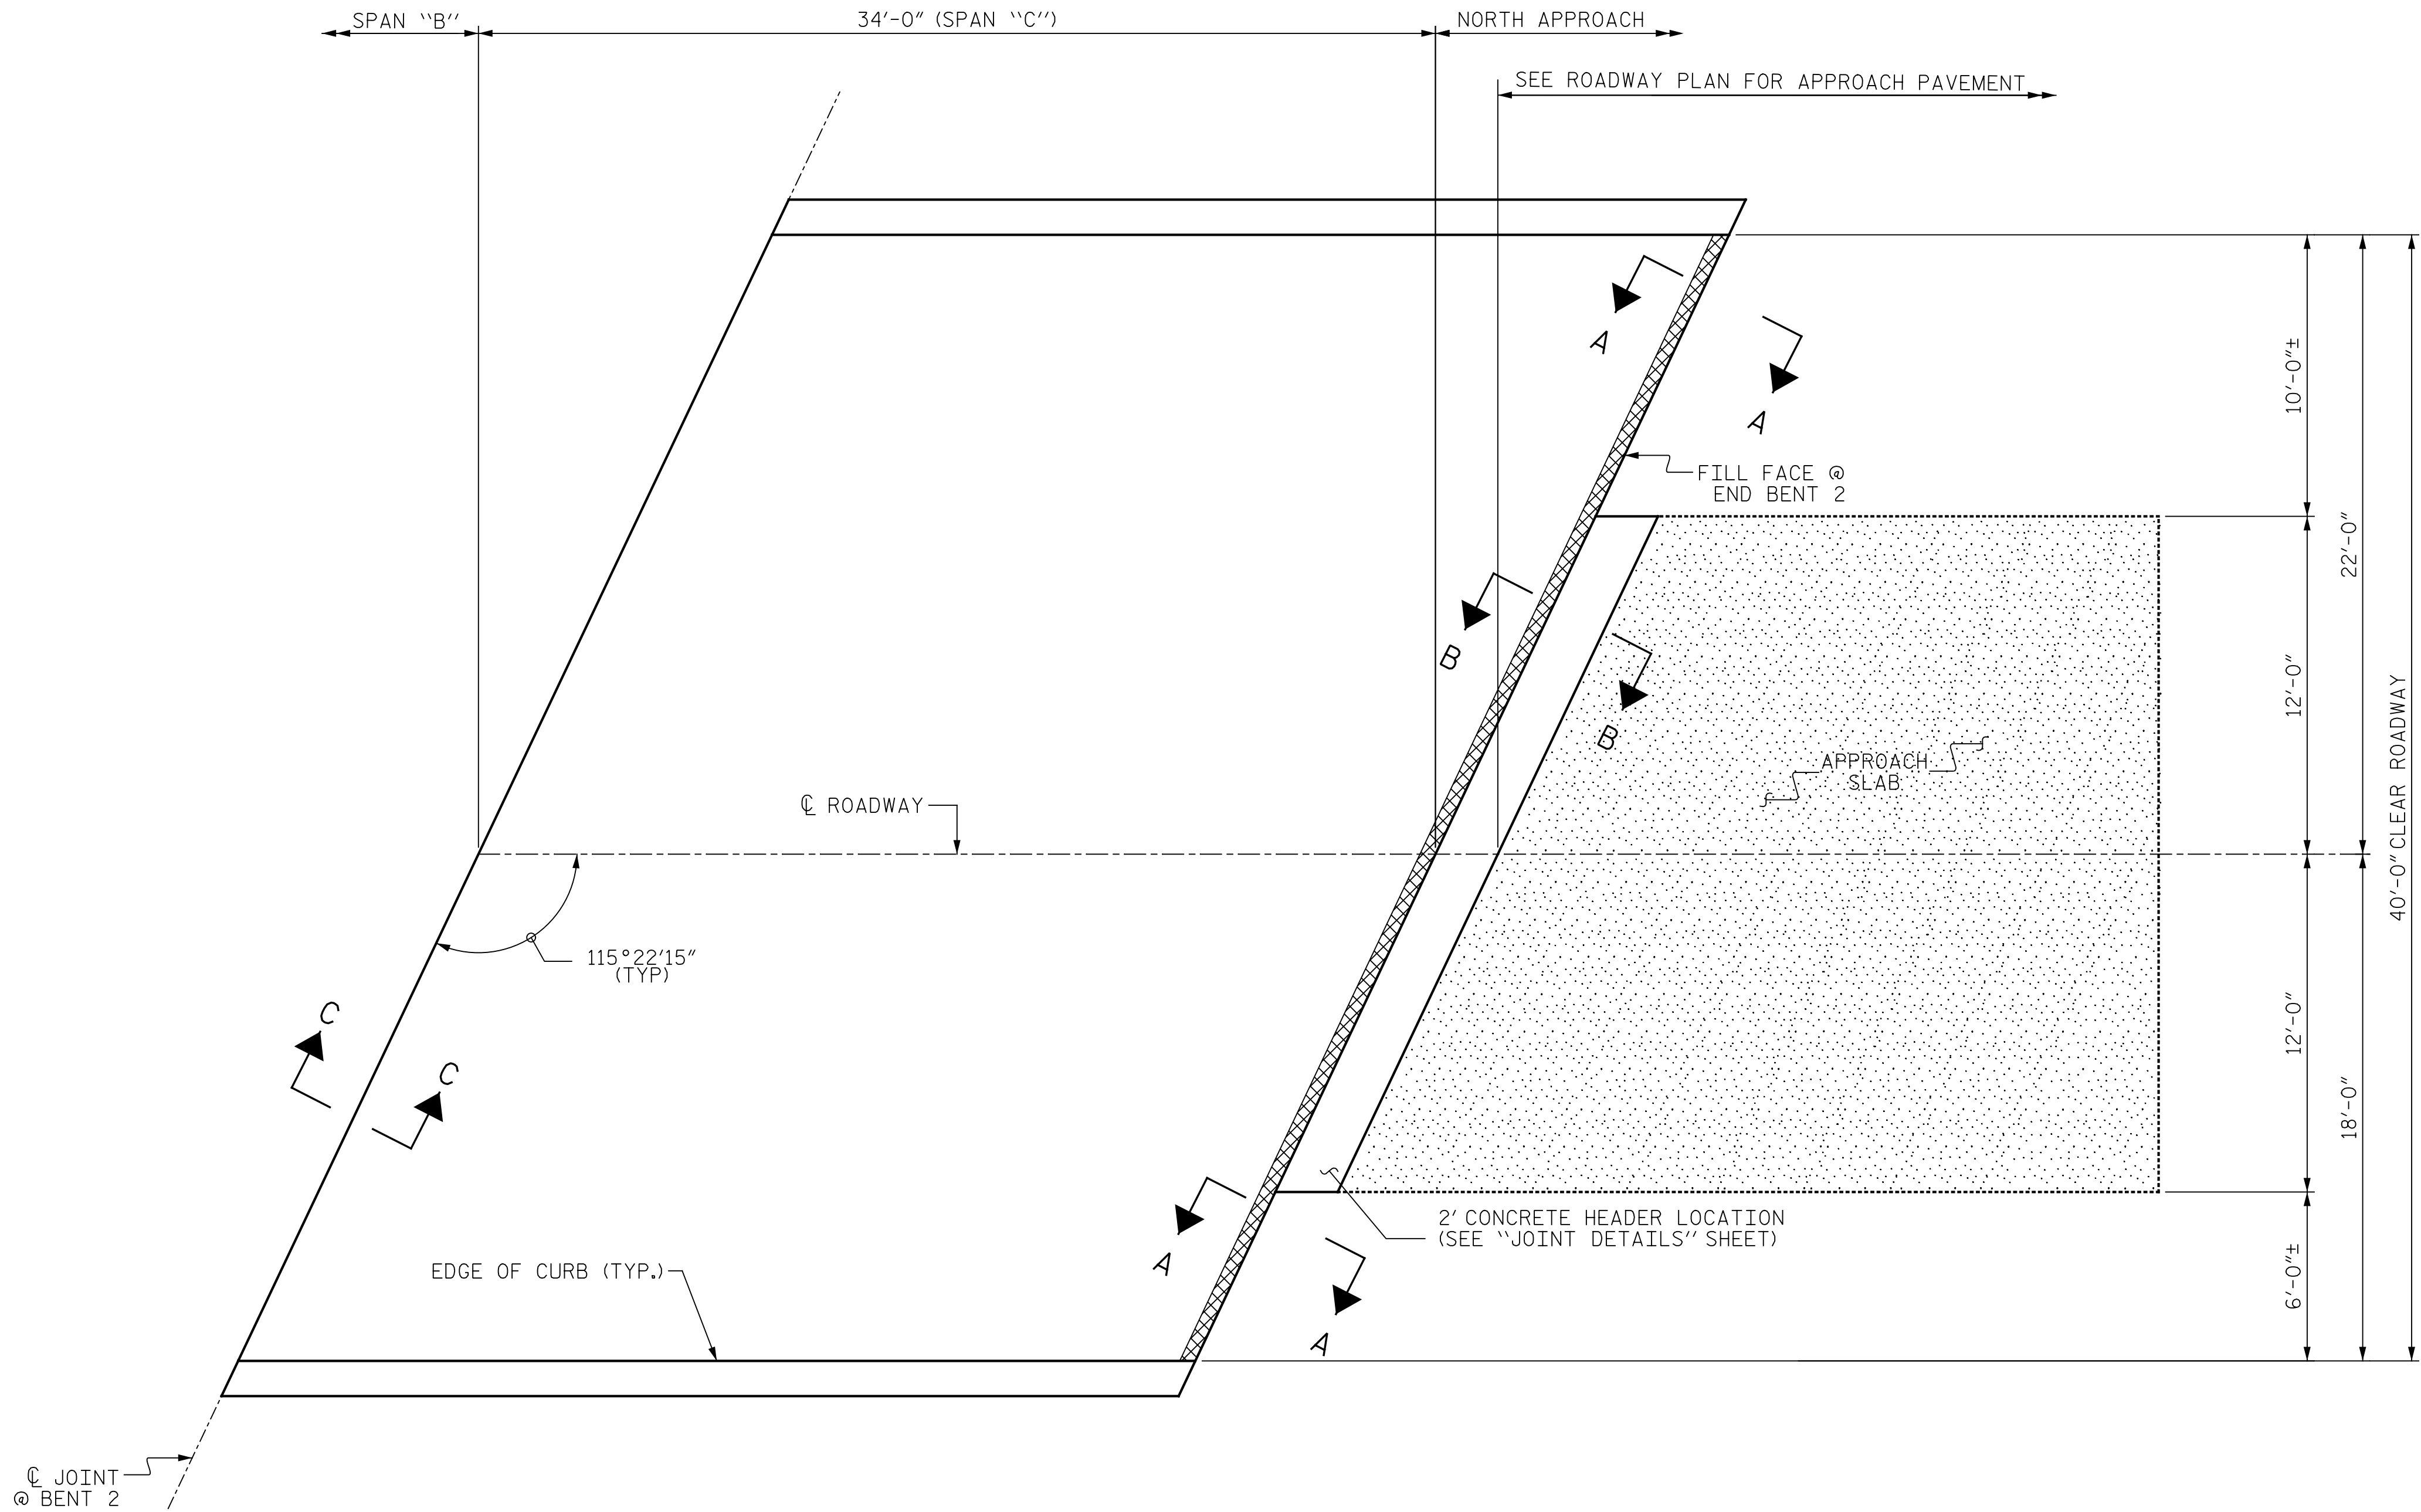 SPAN ‶B″
34′-0″ (SPAN ‶C″)
NORTH APPROACH
SEE ROADWAY PLAN FOR APPROACH PAVEMENT
A
A
10′-0″±
FILL FACE @
END BENT 2
22′-0″
B
B
12′-0″
APPROACH
SLAB
40′-0″ CLEAR ROADWAY
℄ ROADWAY
115°22′15″
(TYP)
C
C
12′-0″
18′-0″
2′ CONCRETE HEADER LOCATION
(SEE ‶JOINT DETAILS″ SHEET)
A
A
6′-0″±
EDGE OF CURB (TYP.)
℄ JOINT
@ BENT 2